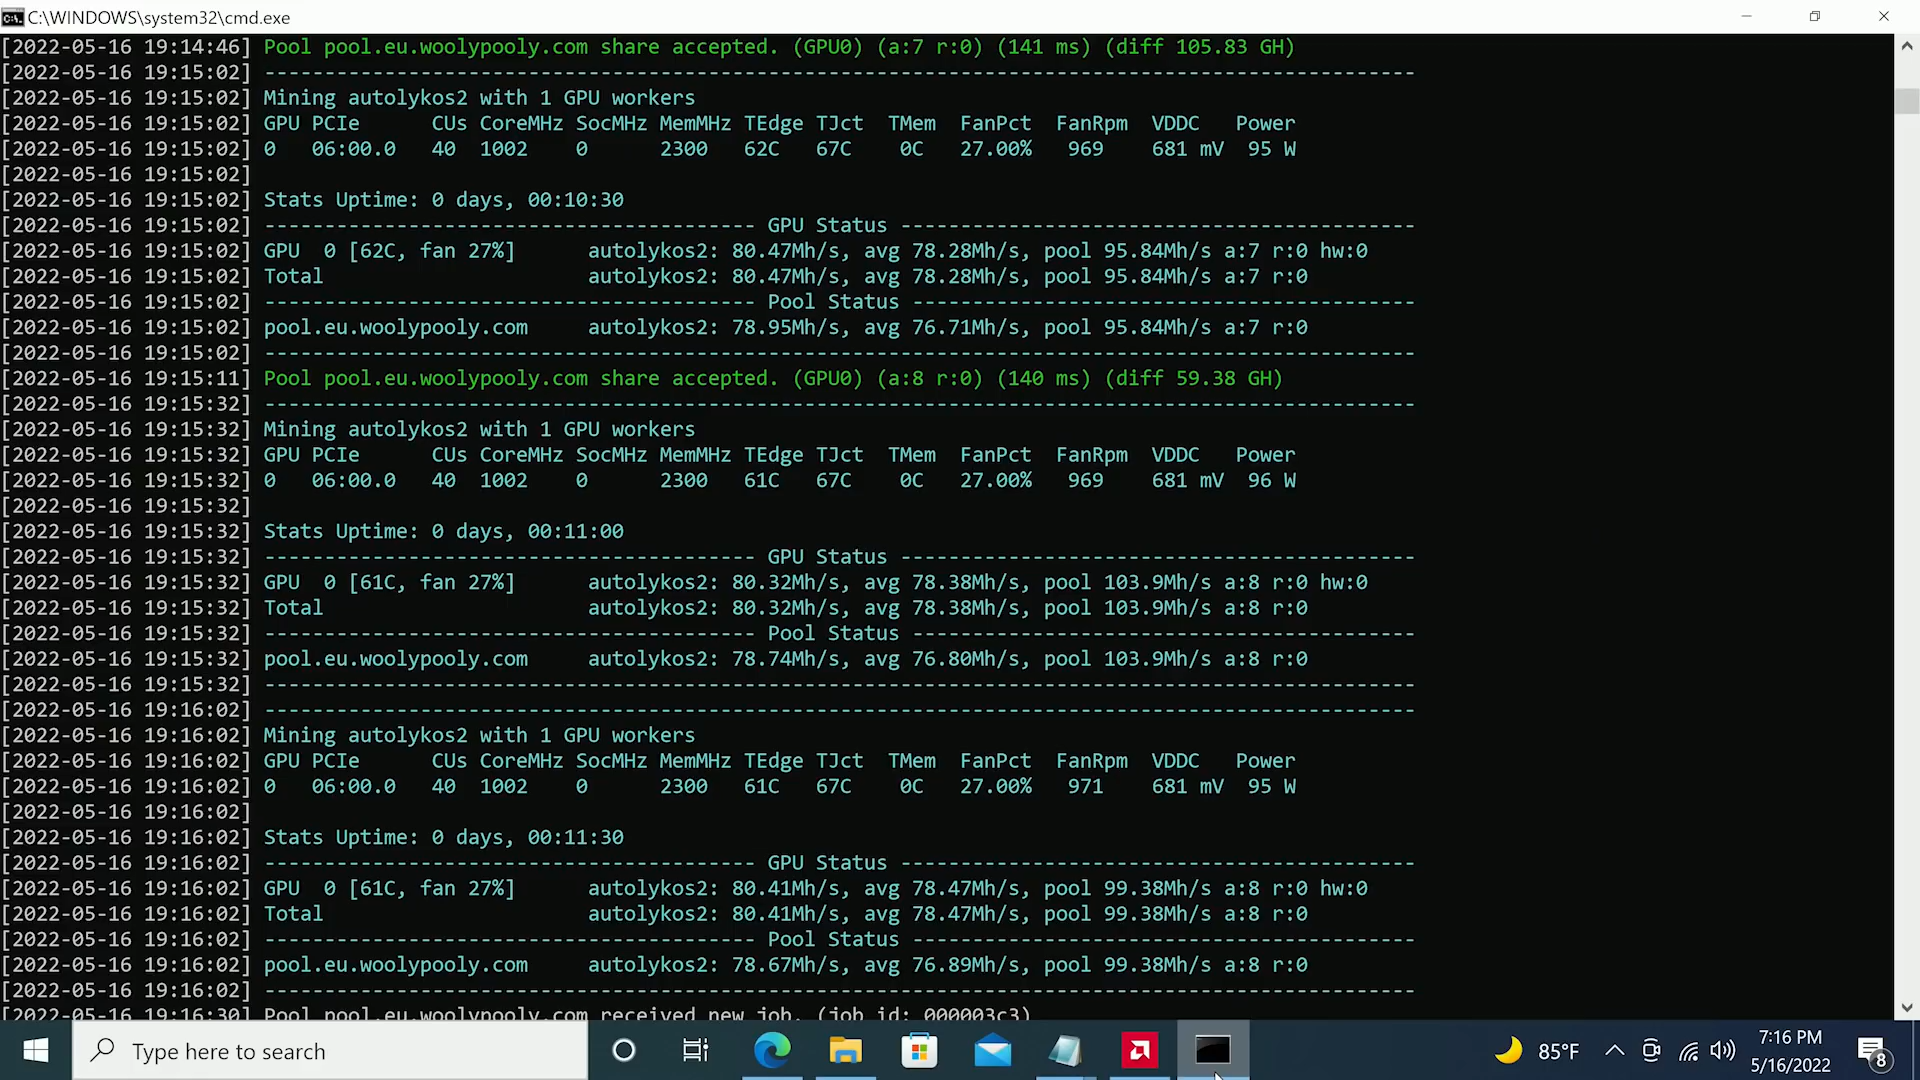 C:\WINDOWS\system32\cmd.exe
[2022-05-16 19:14:46] Pool pool.eu.woolypooly.com share accepted. (GPU0) (a:7 r:0) (141 ms) (diff 105.83 GH)
[2022-05-16 19:15:02] ------------------------------------------------------------------------------------------------
[2022-05-16 19:15:02] Mining autolykos2 with 1 GPU workers
[2022-05-16 19:15:02] GPU PCIe      CUs CoreMHz SocMHz MemMHz TEdge TJct  TMem  FanPct  FanRpm  VDDC   Power
[2022-05-16 19:15:02] 0   06:00.0   40  1002    0      2300   62C   67C    0C   27.00%   969    681 mV  95 W
[2022-05-16 19:15:02]
[2022-05-16 19:15:02] Stats Uptime: 0 days, 00:10:30
[2022-05-16 19:15:02] ----------------------------------------- GPU Status -------------------------------------------
[2022-05-16 19:15:02] GPU  0 [62C, fan 27%]      autolykos2: 80.47Mh/s, avg 78.28Mh/s, pool 95.84Mh/s a:7 r:0 hw:0
[2022-05-16 19:15:02] Total                      autolykos2: 80.47Mh/s, avg 78.28Mh/s, pool 95.84Mh/s a:7 r:0
[2022-05-16 19:15:02] ----------------------------------------- Pool Status ------------------------------------------
[2022-05-16 19:15:02] pool.eu.woolypooly.com     autolykos2: 78.95Mh/s, avg 76.71Mh/s, pool 95.84Mh/s a:7 r:0
[2022-05-16 19:15:02] ------------------------------------------------------------------------------------------------
[2022-05-16 19:15:11] Pool pool.eu.woolypooly.com share accepted. (GPU0) (a:8 r:0) (140 ms) (diff 59.38 GH)
[2022-05-16 19:15:32] ------------------------------------------------------------------------------------------------
[2022-05-16 19:15:32] Mining autolykos2 with 1 GPU workers
[2022-05-16 19:15:32] GPU PCIe      CUs CoreMHz SocMHz MemMHz TEdge TJct  TMem  FanPct  FanRpm  VDDC   Power
[2022-05-16 19:15:32] 0   06:00.0   40  1002    0      2300   61C   67C    0C   27.00%   969    681 mV  96 W
[2022-05-16 19:15:32]
[2022-05-16 19:15:32] Stats Uptime: 0 days, 00:11:00
[2022-05-16 19:15:32] ----------------------------------------- GPU Status -------------------------------------------
[2022-05-16 19:15:32] GPU  0 [61C, fan 27%]      autolykos2: 80.32Mh/s, avg 78.38Mh/s, pool 103.9Mh/s a:8 r:0 hw:0
[2022-05-16 19:15:32] Total                      autolykos2: 80.32Mh/s, avg 78.38Mh/s, pool 103.9Mh/s a:8 r:0
[2022-05-16 19:15:32] ----------------------------------------- Pool Status ------------------------------------------
[2022-05-16 19:15:32] pool.eu.woolypooly.com     autolykos2: 78.74Mh/s, avg 76.80Mh/s, pool 103.9Mh/s a:8 r:0
[2022-05-16 19:15:32] ------------------------------------------------------------------------------------------------
[2022-05-16 19:16:02] ------------------------------------------------------------------------------------------------
[2022-05-16 19:16:02] Mining autolykos2 with 1 GPU workers
[2022-05-16 19:16:02] GPU PCIe      CUs CoreMHz SocMHz MemMHz TEdge TJct  TMem  FanPct  FanRpm  VDDC   Power
[2022-05-16 19:16:02] 0   06:00.0   40  1002    0      2300   61C   67C    0C   27.00%   971    681 mV  95 W
[2022-05-16 19:16:02]
[2022-05-16 19:16:02] Stats Uptime: 0 days, 00:11:30
[2022-05-16 19:16:02] ----------------------------------------- GPU Status -------------------------------------------
[2022-05-16 19:16:02] GPU  0 [61C, fan 27%]      autolykos2: 80.41Mh/s, avg 78.47Mh/s, pool 99.38Mh/s a:8 r:0 hw:0
[2022-05-16 19:16:02] Total                      autolykos2: 80.41Mh/s, avg 78.47Mh/s, pool 99.38Mh/s a:8 r:0
[2022-05-16 19:16:02] ----------------------------------------- Pool Status ------------------------------------------
[2022-05-16 19:16:02] pool.eu.woolypooly.com     autolykos2: 78.67Mh/s, avg 76.89Mh/s, pool 99.38Mh/s a:8 r:0
[2022-05-16 19:16:02] ------------------------------------------------------------------------------------------------
[2022-05-16 19:16:30] Pool pool.eu.woolypooly.com received new job. (job id: 000003c3)
Type here to search
85°F
7:16 PM
5/16/2022
8